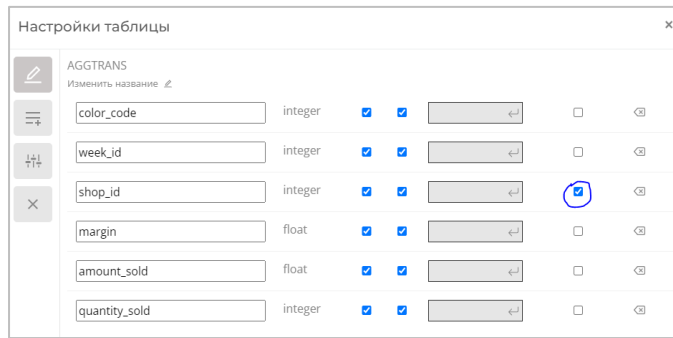 Настройки таблицы
AGGTRANS
Изменить название
color_code integer
week_id integer
shop_id integer
margin float
amount_sold float
quantity_sold integer